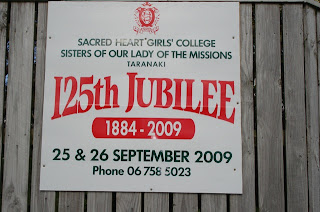 SACRED HEART GIRLS' COLLEGE
SISTERS OF OUR LADY OF THE MISSIONS
TARANAKI
125th JUBILEE
1884-2009
25 & 26 SEPTEMBER 2009
Phone 06 758 5023